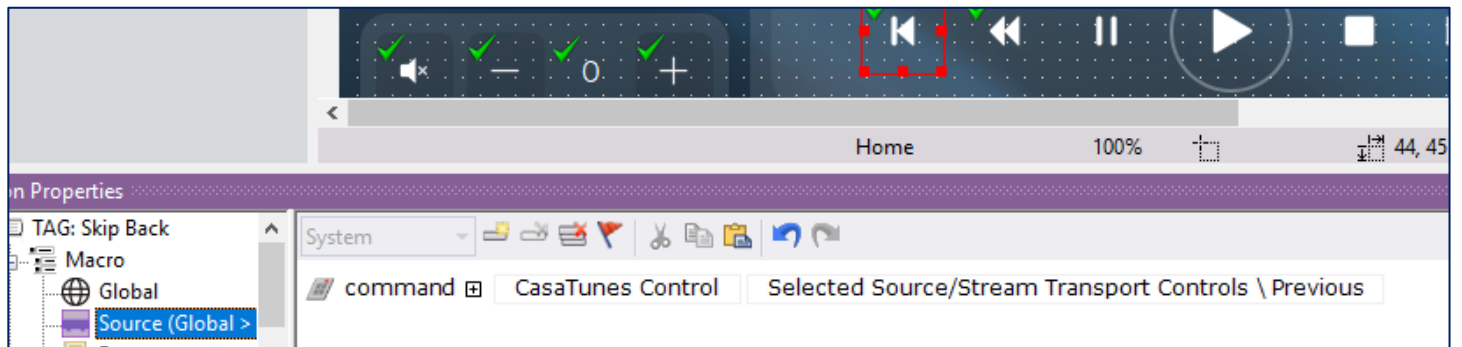 0
Home 100% 44, 45
on Properties
TAG: Skip Back
System
Macro
Global
command CasaTunes Control Selected Source/Stream Transport Controls \ Previous
Source (Global >